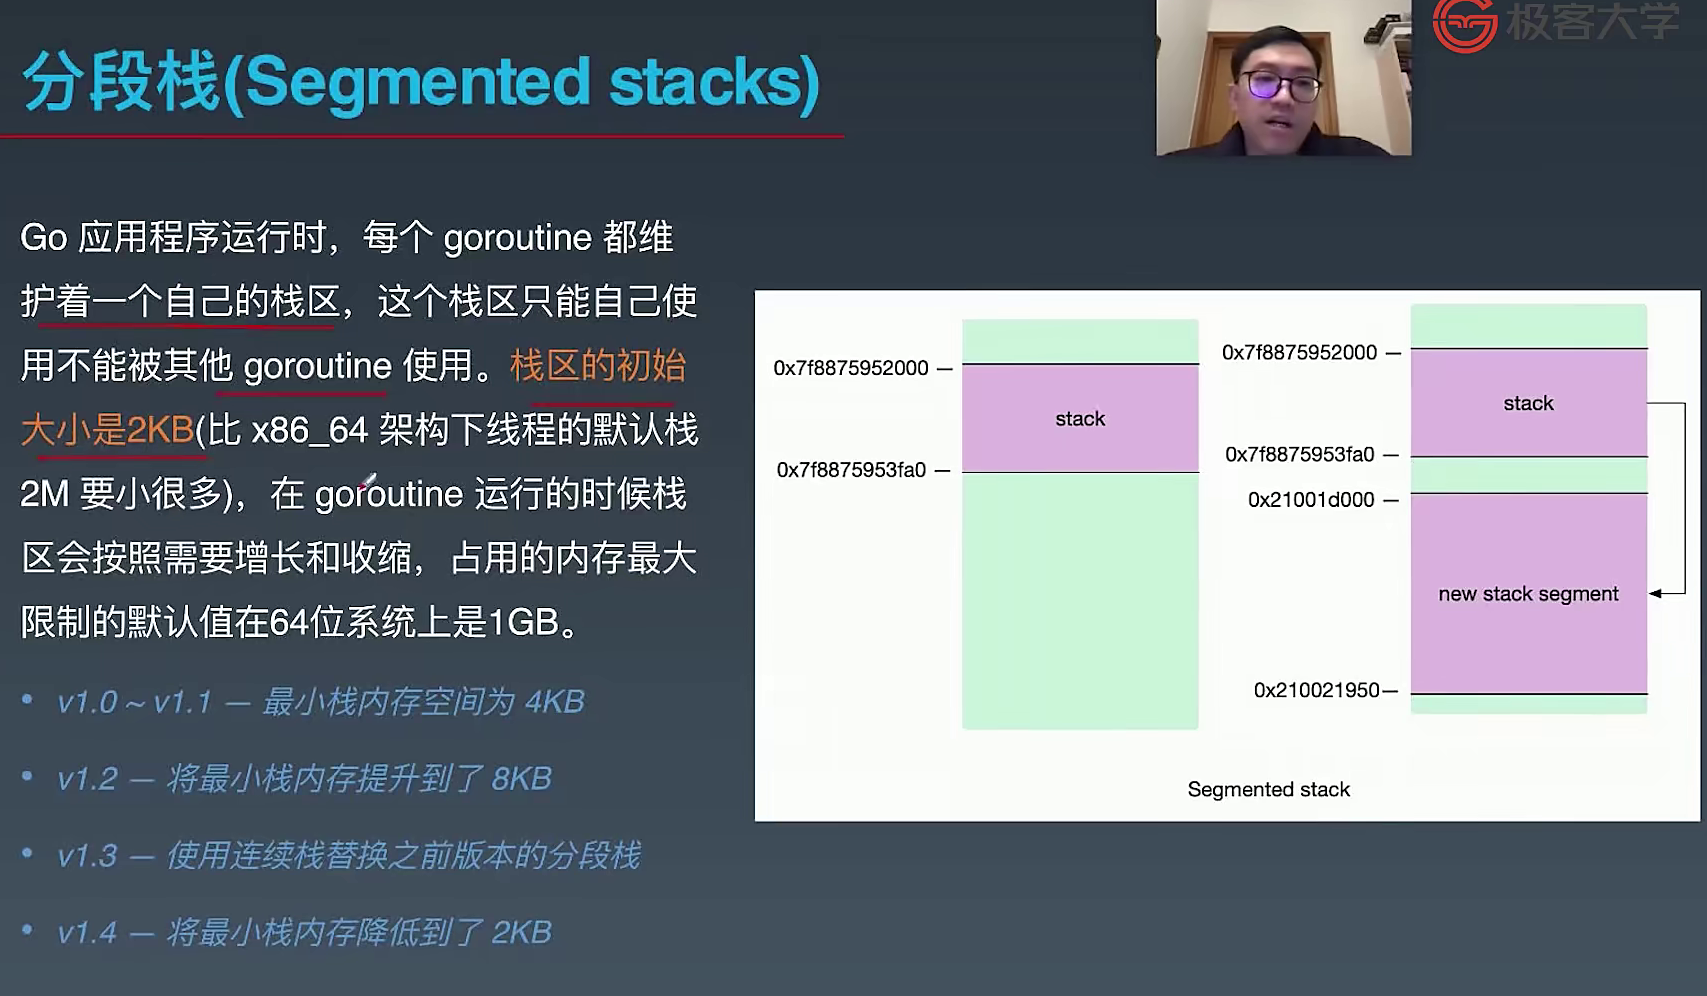 极客大学
分段栈(Segmented stacks)
Go 应用程序运行时，每个 goroutine 都维
护着一个自己的栈区，这个栈区只能自己使
用不能被其他 goroutine 使用。栈区的初始
大小是2KB(比 x86_64 架构下线程的默认栈
2M 要小很多)，在 goroutine 运行的时候栈
区会按照需要增长和收缩，占用的内存最大
限制的默认值在64位系统上是1GB。
• v1.0 ~ v1.1 — 最小栈内存空间为 4KB
• v1.2 — 将最小栈内存提升到了 8KB
• v1.3 — 使用连续栈替换之前版本的分段栈
• v1.4 — 将最小栈内存降低到了 2KB
0x7f8875952000 —
stack
0x7f8875953fa0 —
0x7f8875952000 —
stack
0x7f8875953fa0 —
0x21001d000 —
new stack segment
0x210021950—
Segmented stack